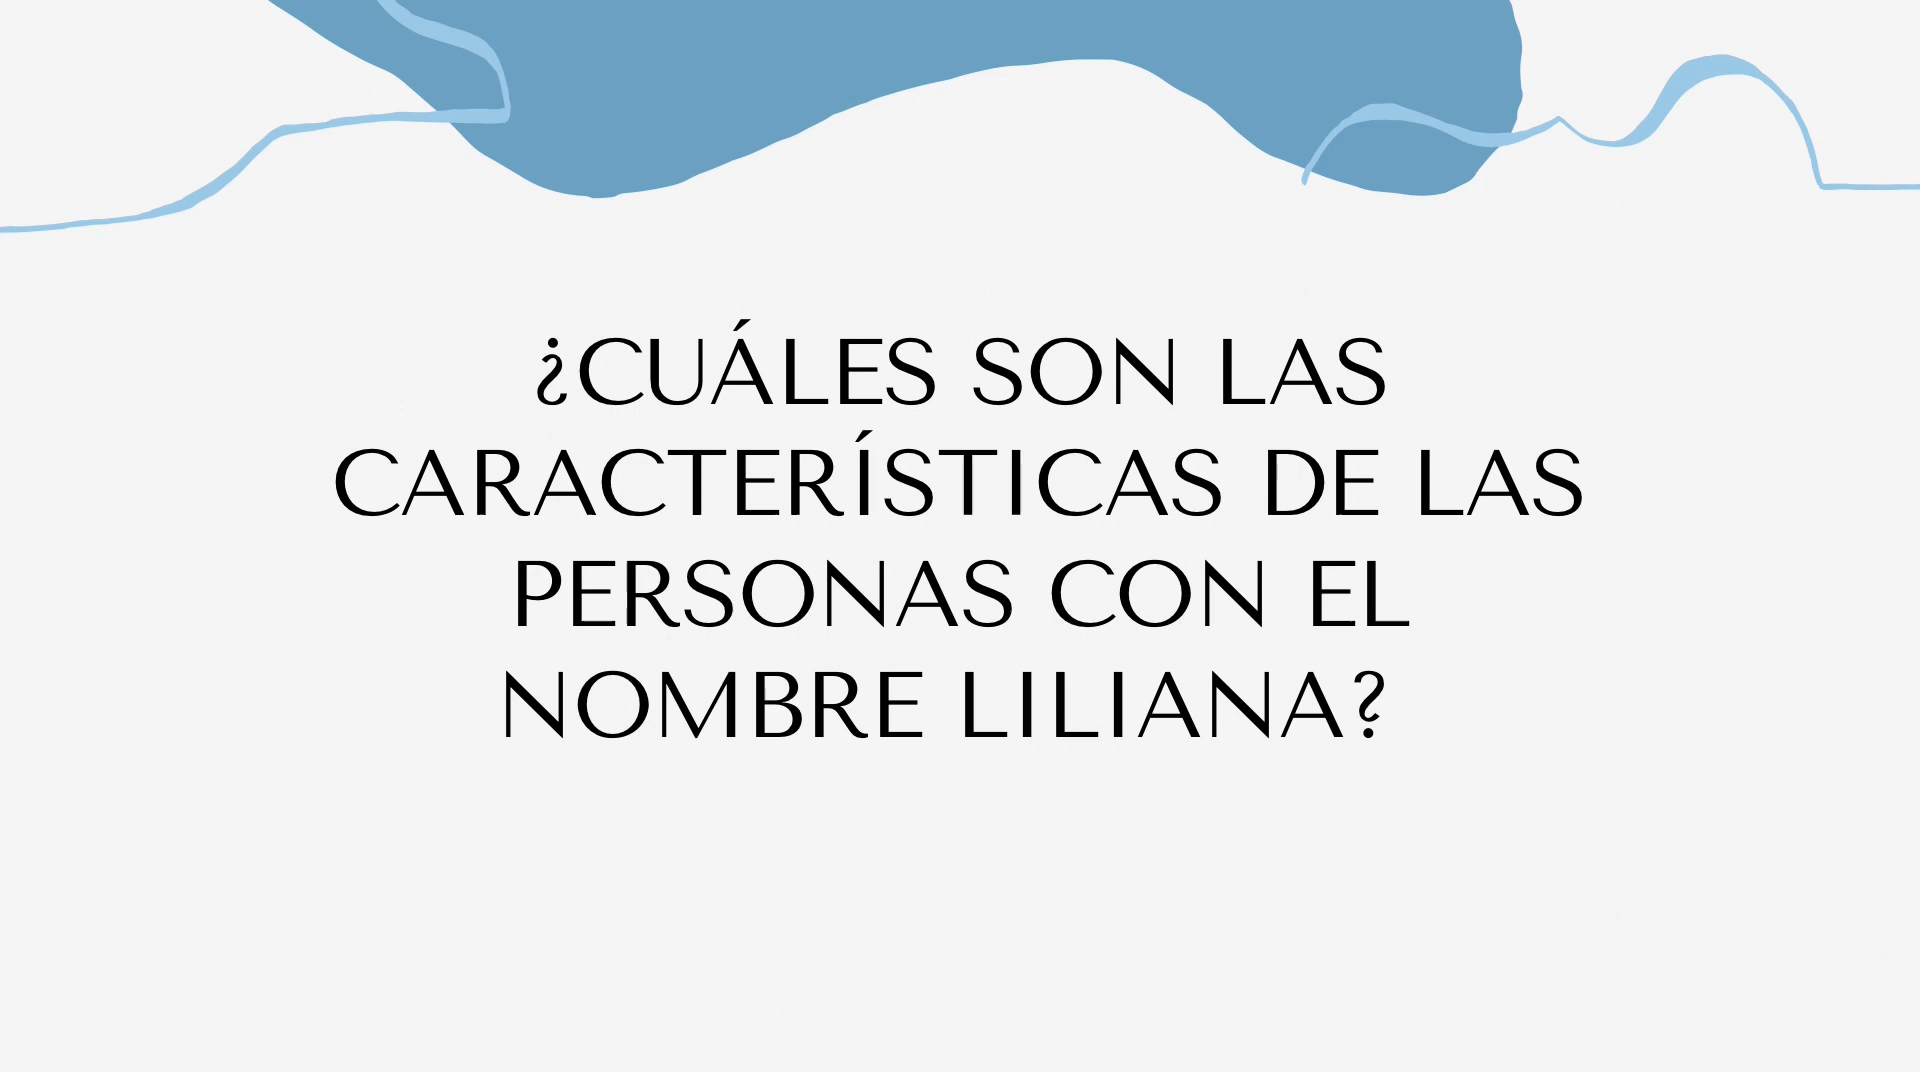 ¿CUÁLES SON LAS
CARACTERÍSTICAS DE LAS
PERSONAS CON EL
NOMBRE LILIANA?